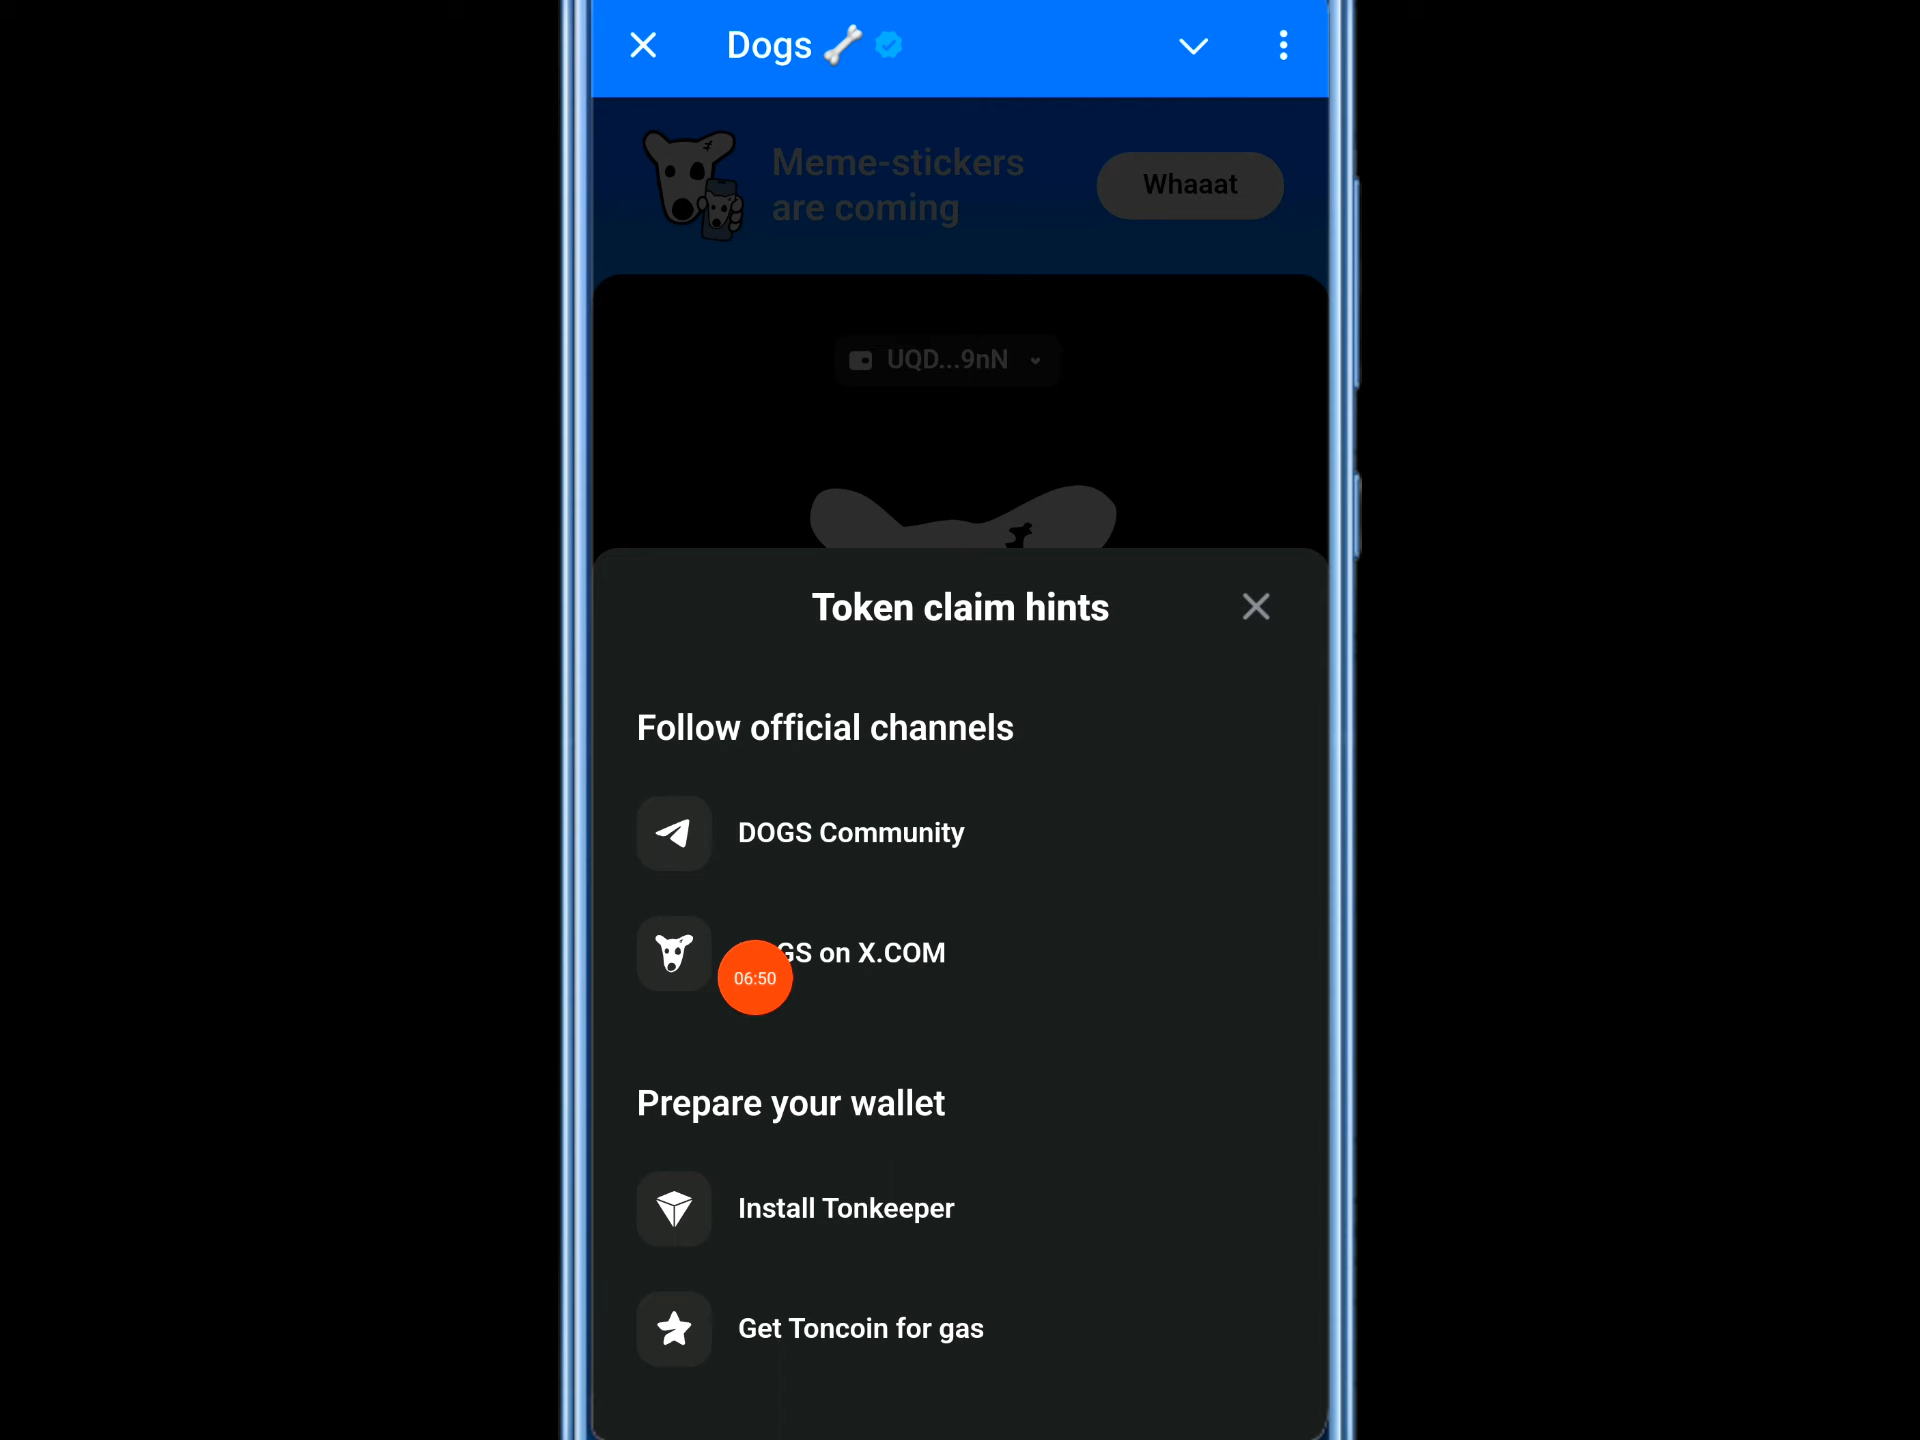 Dogs
Meme-stickers
are coming
Whaaat
UQD...9nN
Token claim hints
Follow official channels
DOGS Community
GS on X.COM
06:50
Prepare your wallet
Install Tonkeeper
Get Toncoin for gas